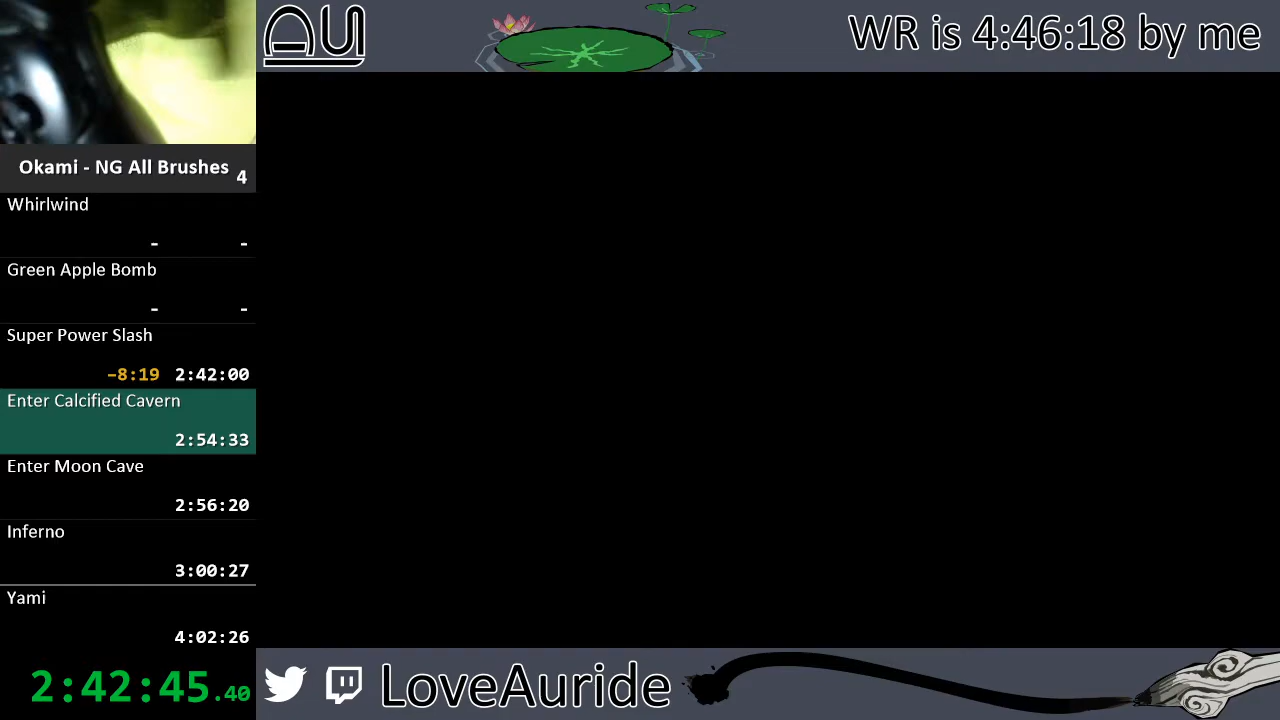 WR is 4:46:18 by me
Okami - NG All Brushes 4
Whirlwind
- -
Green Apple Bomb
- -
Super Power Slash
-8:19 2:42:00
Enter Calcified Cavern
2:54:33
Enter Moon Cave
2:56:20
Inferno
3:00:27
Yami
4:02:26
2:42:45.40
LoveAuride